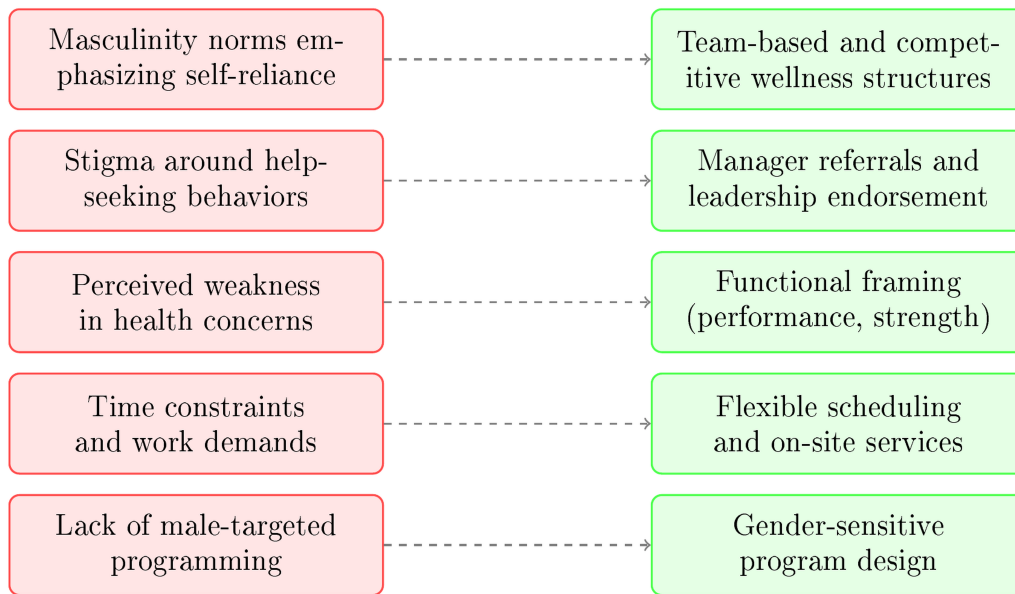 Masculinity norms em-
phasizing self-reliance
Team-based and compet-
itive wellness structures
Stigma around help-
seeking behaviors
Manager referrals and
leadership endorsement
Perceived weakness
in health concerns
Functional framing
(performance, strength)
Time constraints
and work demands
Flexible scheduling
and on-site services
Lack of male-targeted
programming
Gender-sensitive
program design